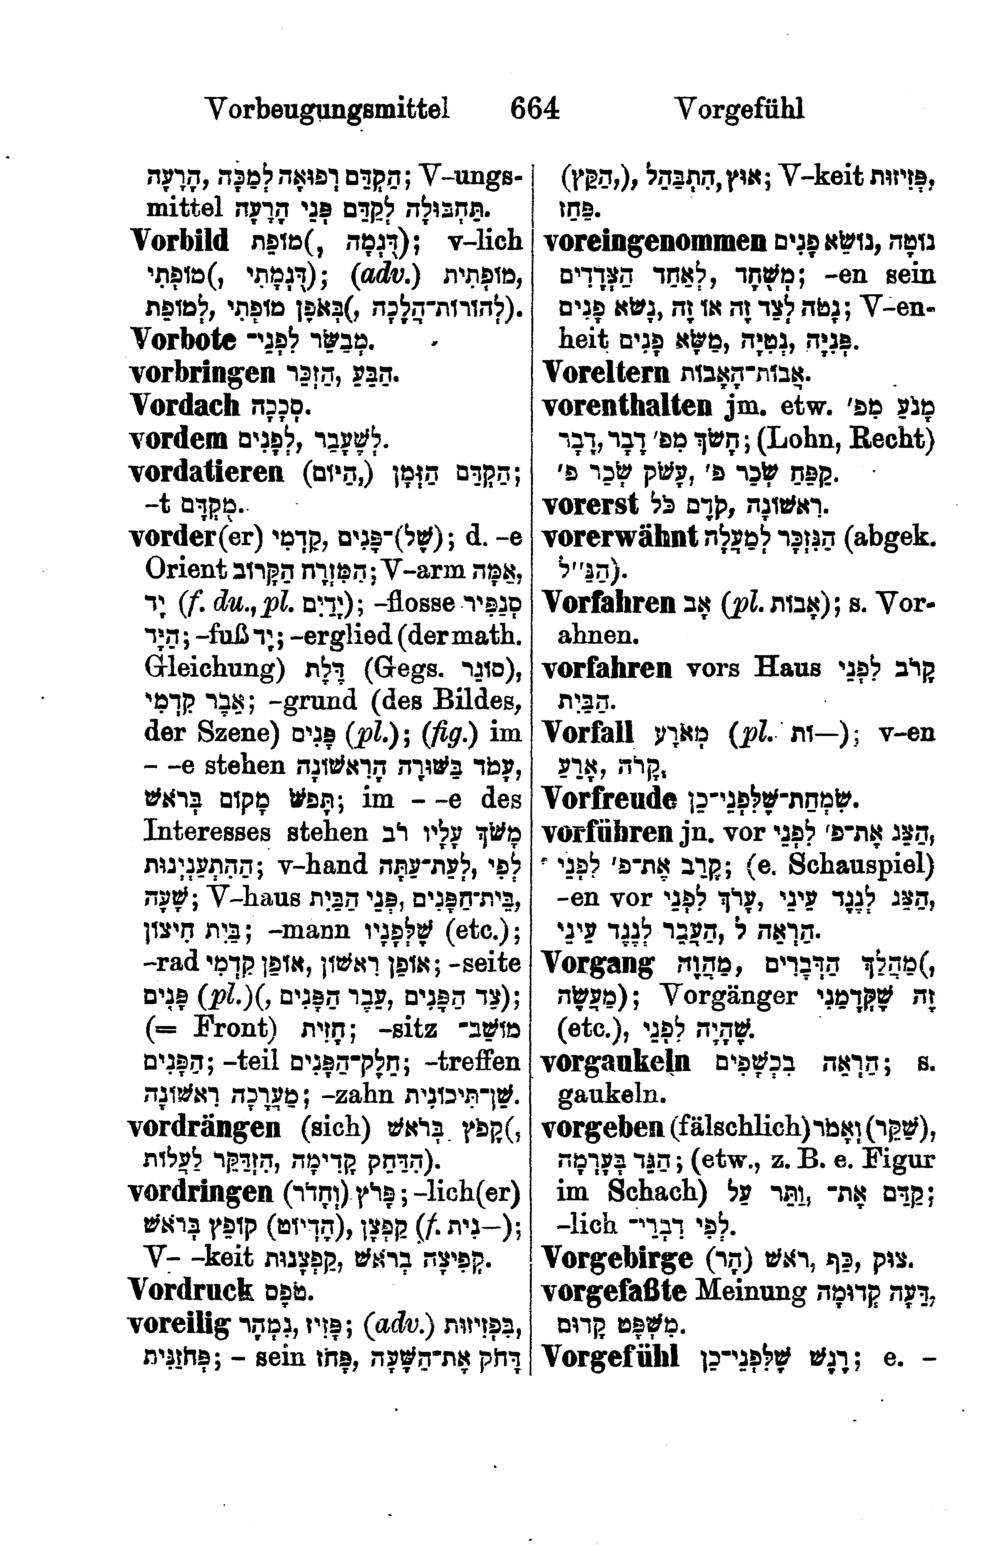 Vorbeugungsmittel 664 Vorgefühl
הָרָעָה, הַקְדֵּם רְפוּאָה לְמַכָּה; V-ungs-
mittel תַּחְבּוּלָה לְקַדֵּם פְּנֵי הָרָעָה.
Vorbild מוֹפֵת (דֻּגְמָה,); v-lich
מוֹפְתִי (דֻּגְמָתִי,); (adv.) מוֹפְתִית,
לְמוֹפֵת, בְּאֹפֶן מוֹפְתִי (לְהוֹרוֹת־הֲלָכָה,).
Vorbote מְבַשֵּׂר לִפְנֵי־.
vorbringen הַבַּע, הַזְכֵּר.
Vordach סְכָכָה.
vordem לְפָנִים, לְשֶׁעָבַר.
vordatieren הַקְדֵּם הַזְּמָן (הַיּוֹם,);
-t מֻקְדָּם.
vorder(er) קִדְמִי, (שֶׁל)־פָּנִים; d. -e
Orient הַמִּזְרָח הַקָּרוֹב; V-arm אַמָּה,
יָד (f. du., pl. יָדַיִם); -flosse סְנַפִּיר
הַיָּד; -fuß יָד; -erglied (der math.
Gleichung) דֶּלֶת (Gegs. סוֹגֵר),
אֵבֶר קִדְמִי; -grund (des Bildes,
der Szene) פָּנִים (pl.); (fig.) im
- -e stehen עָמֹד בַּשּׁוּרָה הָרִאשׁוֹנָה,
תָּפֹשׂ מָקוֹם בְּרֹאשׁ; im - -e des
Interesses stehen מָשֹׁךְ עָלָיו רֹב
הַהִתְעַנְיְנוּת; v-hand לְפִי, לְעֵת־עַתָּה,
שָׁעָה; V-haus בֵּית־הַפָּנִים, פְּנֵי הַבַּיִת,
בַּיִת חִיצוֹן; -mann שֶׁלְּפָנָיו (etc.);
-rad אוֹפַן רִאשׁוֹן, אוֹפַן קִדְמִי; -seite
פָּנִים (pl.) (צַד הַפָּנִים, עֵבֶר הַפָּנִים,);
(= Front) חֲזִית; -sitz מוֹשַׁב־
הַפָּנִים; -teil חֵלֶק־הַפָּנִים; -treffen
מַעֲרָכָה רִאשׁוֹנָה; -zahn שֵׁן־תִּיכוֹנִית.
vordrängen (sich) קָפֹץ בְּרֹאשׁ (,
הִדָּחֵק קָדִימָה, הִזְדַּקֵּר לַעֲלוֹת).
vordringen פָּרֹץ (וְחָדֹר); -lich(er)
קַפְצָן (הֶדְיוֹט), קוֹפֵץ בְּרֹאשׁ (f. —נִית);
V- -keit קַפְצָנוּת, קְפִיצָה בְרֹאשׁ.
Vordruck טֹפֶס.
voreilig פָּזִיז, נִמְהָר; (adv.) בִּפְזִיזוּת,
פְּחֻזָּנִית; - sein פָּחֹז, דָּחֹק אֶת־הַשָּׁעָה,
אוּץ, הִתְבַּהֵל (הַקֵּץ,); V-keit פְּזִיזוּת,
פַּחַז.
voreingenommen נוֹטֶה, נוֹשֵׂא פָנִים,
מְשֻׁחָד, לְאַחַד הַצְּדָדִים; -en sein
נָטֹה לְצַד זֶה אוֹ זֶה, נָשֹׂא פָנִים; V-en-
heit פְּנִיָּה, נְטִיָּה, מַשֹּׂא פָנִים.
Voreltern אֲבוֹת־הָאָבוֹת.
vorenthalten jm. etw. מָנֹעַ מִפ׳
דָּבָר, חָשֹׂךְ מִפ׳ דָּבָר; (Lohn, Recht)
קַפֵּחַ שְׂכַר פ׳, עָשֹׁק שְׂכַר פ׳.
vorerst קֹדֶם כֹּל, רִאשׁוֹנָה.
vorerwähnt הַנִּזְכָּר לְמַעְלָה (abgek.
הַנַּ״ל).
Vorfahren אָב (pl. אָבוֹת); s. Vor-
ahnen.
vorfahren vors Haus קָרֹב לִפְנֵי
הַבַּיִת.
Vorfall מְאֹרָע (pl. —וֹת); v-en
קָרֹה, אָרַע.
Vorfreude שִׂמְחַת־שֶׁלִּפְנֵי־כֵן.
vorführen jn. vor הַצֵּג אֶת־פ׳ לִפְנֵי,
קָרֵב אֶת־פ׳ לִפְנֵי; (e. Schauspiel)
-en vor הַצֵּג לְנֶגֶד עֵינֵי, עָרֹךְ לִפְנֵי,
הַרְאֵה לְ, הַעֲבֵר לְנֶגֶד עֵינֵי.
Vorgang מַהֲלַךְ הַדְּבָרִים, מַהֲוֶה (,
מַעֲשֶׂה); Vorgänger זֶה שֶׁקְּדָמַנִי
(etc.), שֶׁהָיָה לְפָנַי.
vorgaukeln הַרְאֵה בִכְשָׁפִים; s.
gaukeln.
vorgeben (fälschlich) וְאָמֹר (שֶׁקֶר),
הַגֵּד בְּעָרְמָה; (etw., z. B. e. Figur
im Schach) קַדֵּם אֶת־, וַתֵּר עַל;
-lich לְפִי דִבְרֵי־.
Vorgebirge צוּק, כֵּף, רֹאשׁ (הָר).
vorgefaßte Meinung דֵּעָה קְדוּמָה,
מִשְׁפָּט קָדוּם.
Vorgefühl רֶגֶשׁ שֶׁלִּפְנֵי־כֵן; e. -